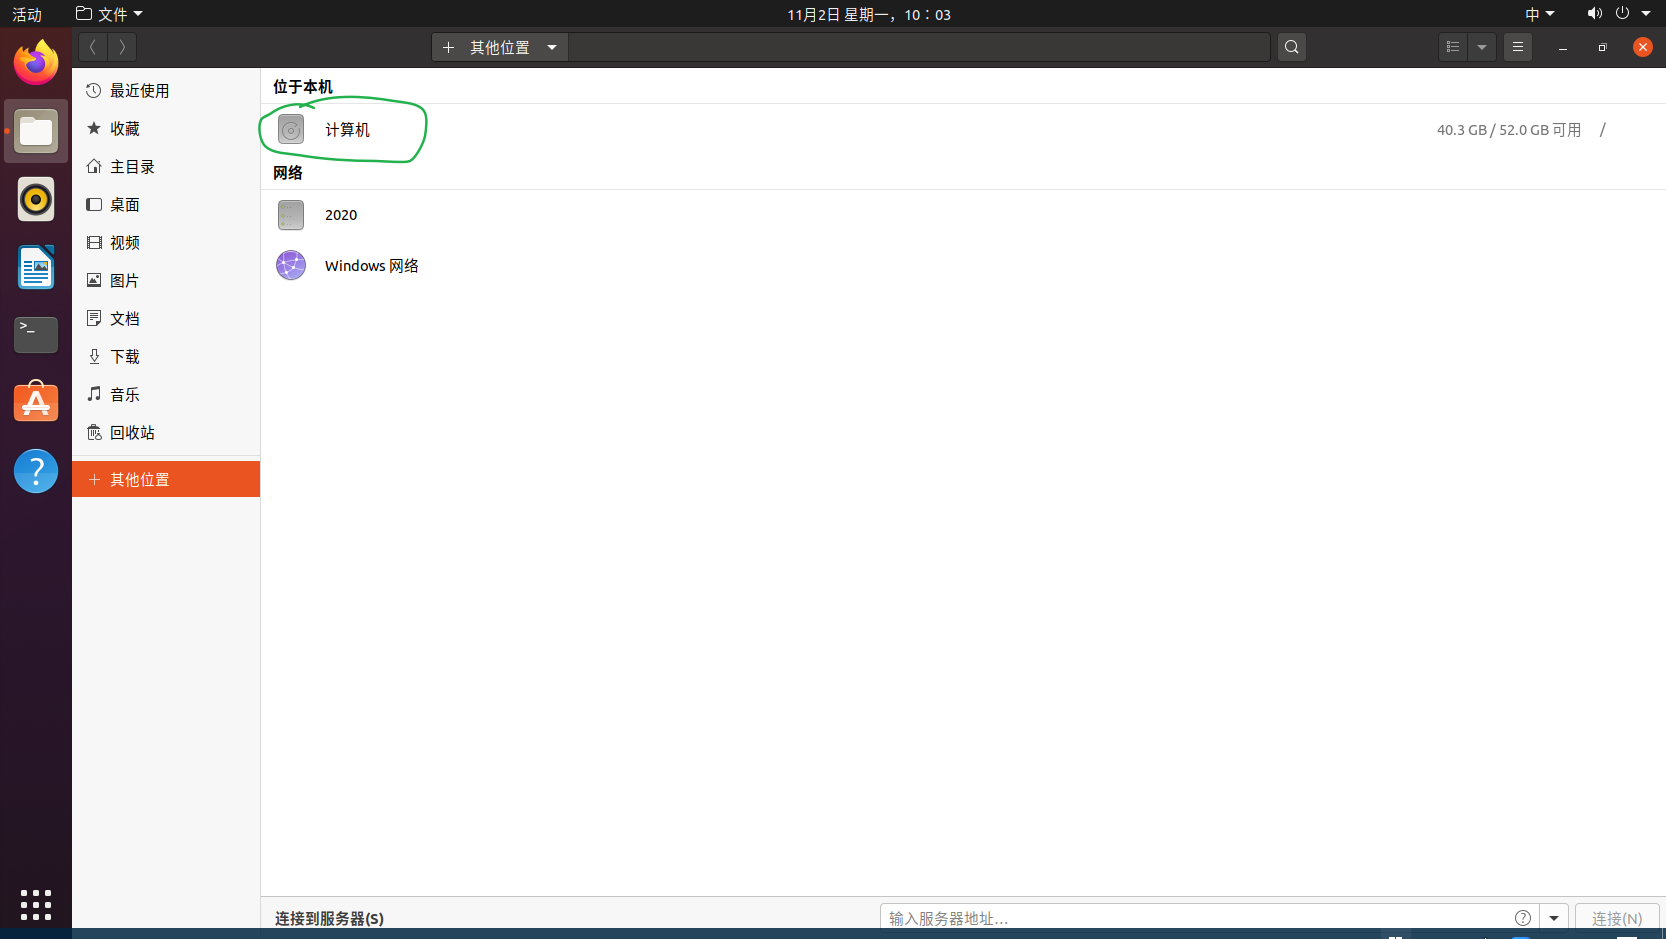 活动
文件
11月2日 星期一，10：03
中
其他位置
最近使用
收藏
主目录
桌面
视频
图片
文档
下载
音乐
回收站
其他位置
位于本机
计算机
40.3 GB / 52.0 GB 可用 /
网络
2020
Windows 网络
连接到服务器(S)
输入服务器地址…
连接(N)